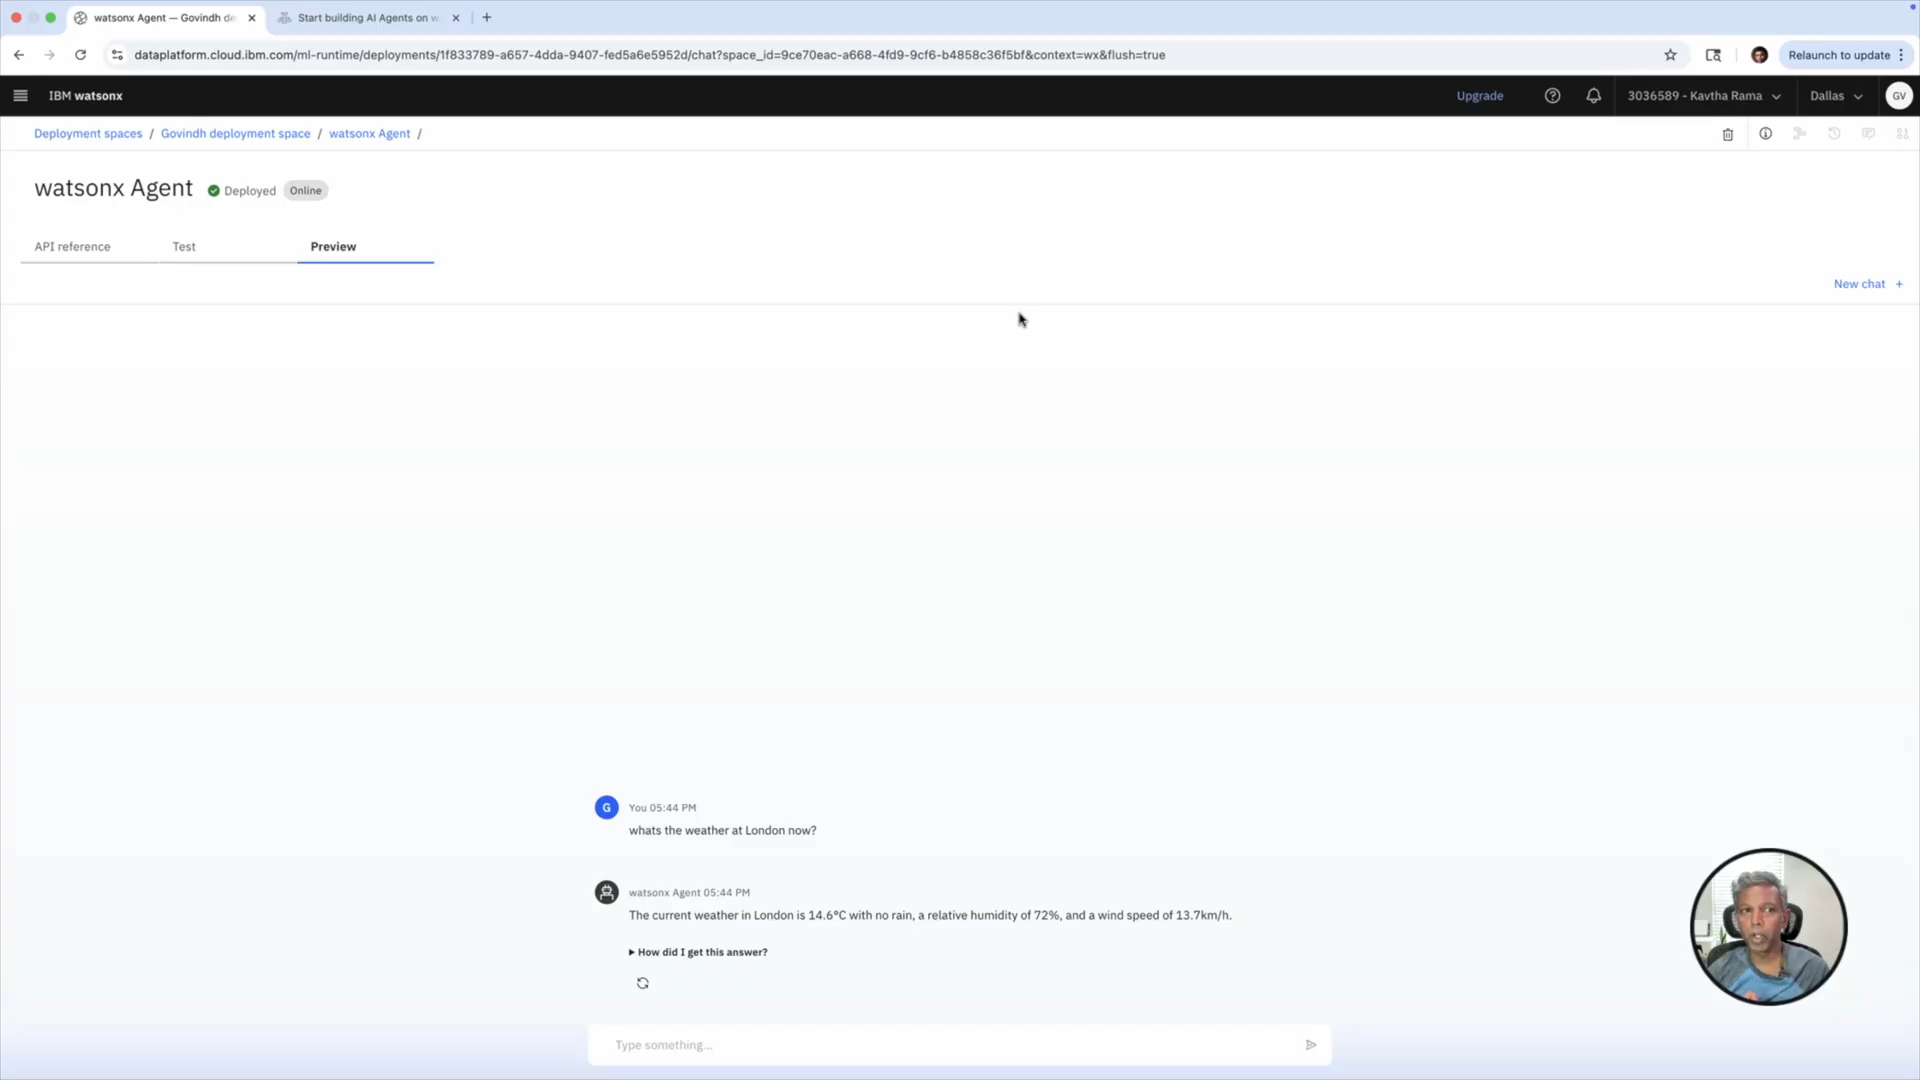 watsonx Agent — Govindh de
Start building AI Agents on w
dataplatform.cloud.ibm.com/ml-runtime/deployments/1f833789-a657-4dda-9407-fed5a6e5952d/chat?space_id=9ce70eac-a668-4fd9-9cf6-b4858c36f5bf&context=wx&flush=true
Relaunch to update
IBM watsonx
Upgrade
3036589 - Kavtha Rama
Dallas
GV
Deployment spaces / Govindh deployment space / watsonx Agent /
watsonx Agent
Deployed
Online
API reference
Test
Preview
New chat +
G
You 05:44 PM
whats the weather at London now?
watsonx Agent 05:44 PM
The current weather in London is 14.6°C with no rain, a relative humidity of 72%, and a wind speed of 13.7km/h.
How did I get this answer?
Type something...